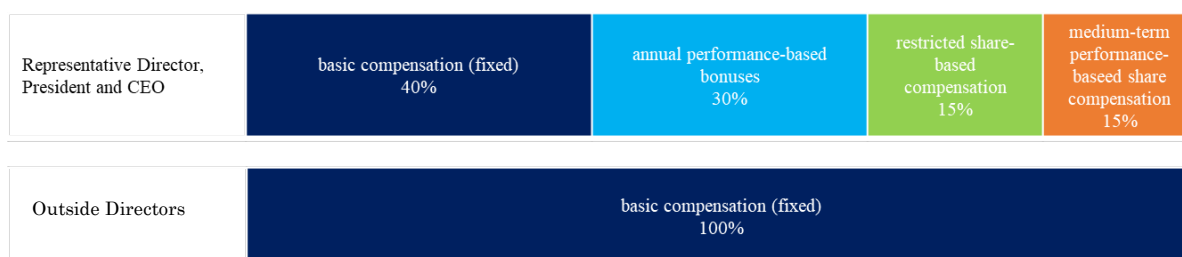 Representative Director,
President and CEO
basic compensation (fixed)
40%
annual performance-based
bonuses
30%
restricted share-
based
compensation
15%
medium-term
performance-
baseed share
compensation
15%
Outside Directors
basic compensation (fixed)
100%